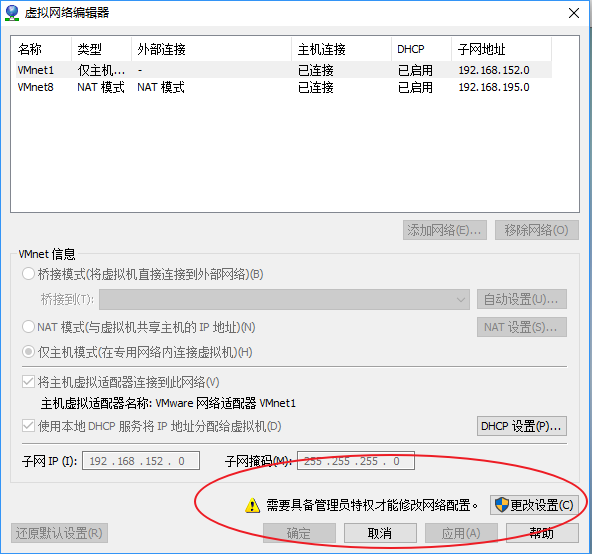 虚拟网络编辑器
名称 类型 外部连接 主机连接 DHCP 子网地址
VMnet1 仅主机... - 已连接 已启用 192.168.152.0
VMnet8 NAT 模式 NAT 模式 已连接 已启用 192.168.195.0
添加网络(E)... 移除网络(O)
VMnet 信息
桥接模式(将虚拟机直接连接到外部网络)(B)
桥接到(T): 自动设置(U)...
NAT 模式(与虚拟机共享主机的 IP 地址)(N) NAT 设置(S)...
仅主机模式(在专用网络内连接虚拟机)(H)
将主机虚拟适配器连接到此网络(V)
主机虚拟适配器名称: VMware 网络适配器 VMnet1
使用本地 DHCP 服务将 IP 地址分配给虚拟机(D) DHCP 设置(P)...
子网 IP (I): 192 . 168 . 152 . 0 子网掩码(M): 255 . 255 . 255 . 0
需要具备管理员特权才能修改网络配置。 更改设置(C)
还原默认设置(R) 确定 取消 应用(A) 帮助